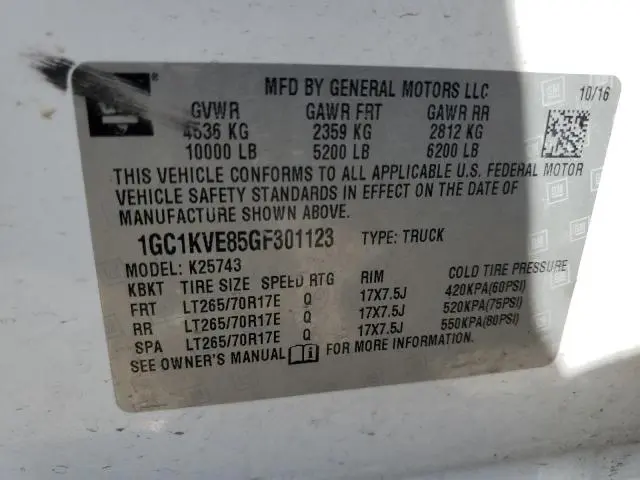 MFD BY GENERAL MOTORS LLC
10/16
GVWR GAWR FRT GAWR RR
4536 KG 2359 KG 2812 KG
10000 LB 5200 LB 6200 LB
THIS VEHICLE CONFORMS TO ALL APPLICABLE U.S. FEDERAL MOTOR
VEHICLE SAFETY STANDARDS IN EFFECT ON THE DATE OF
MANUFACTURE SHOWN ABOVE.
1GC1KVE85GF301123 TYPE: TRUCK
MODEL: K25743
KBKT TIRE SIZE SPEED RTG RIM COLD TIRE PRESSURE
FRT LT265/70R17E Q 17X7.5J 420KPA(60PSI)
RR LT265/70R17E Q 17X7.5J 520KPA(75PSI)
SPA LT265/70R17E Q 17X7.5J 550KPA(80PSI)
SEE OWNER'S MANUAL FOR MORE INFORMATION.